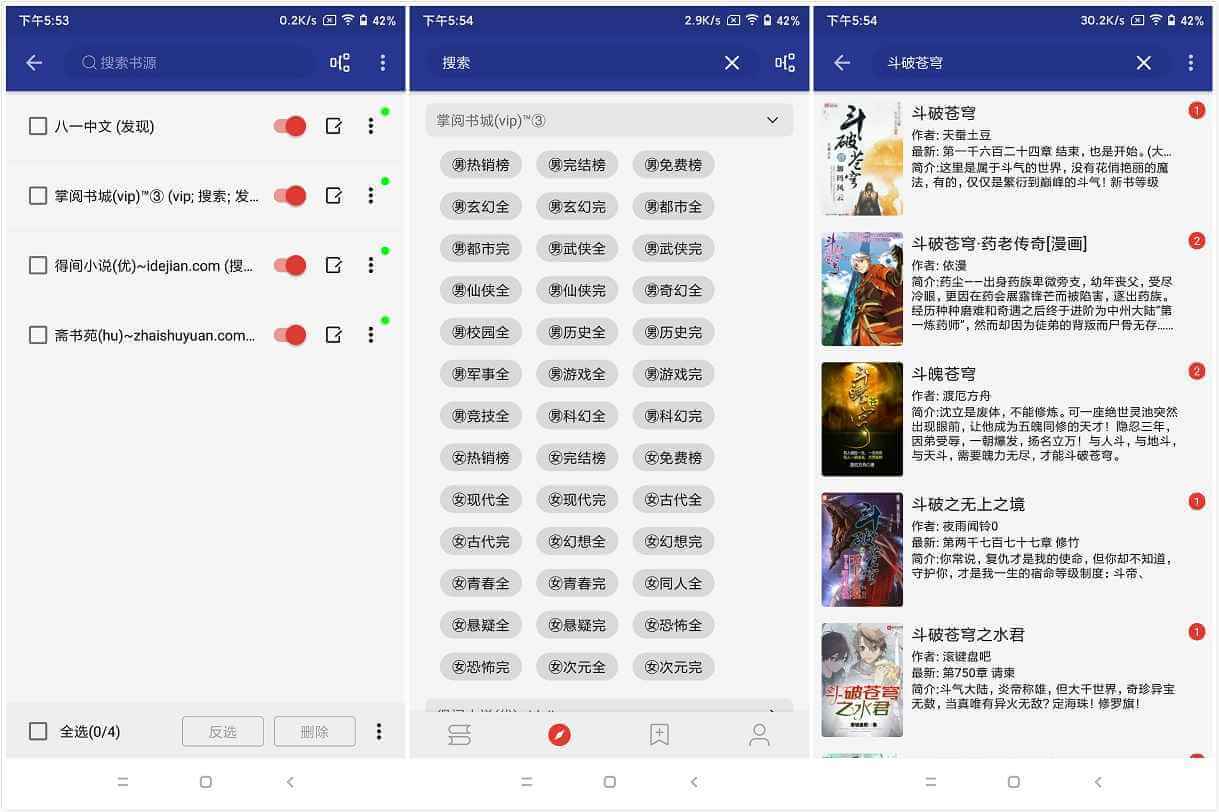 下午5:53
0.2K/s
42%
搜索书源
八一中文 (发现)
掌阅书城(vip)™③ (vip; 搜索; 发...
得间小说(优)~idejian.com (搜...
斋书苑(hu)~zhaishuyuan.com...
全选(0/4)
反选
删除
下午5:54
2.9K/s
42%
搜索
掌阅书城(vip)™③
㊚热销榜 ㊚完结榜 ㊚免费榜
㊚玄幻全 ㊚玄幻完 ㊚都市全
㊚都市完 ㊚武侠全 ㊚武侠完
㊚仙侠全 ㊚仙侠完 ㊚奇幻全
㊚校园全 ㊚历史全 ㊚历史完
㊚军事全 ㊚游戏全 ㊚游戏完
㊚竞技全 ㊚科幻全 ㊚科幻完
㊛热销榜 ㊛完结榜 ㊛免费榜
㊛现代全 ㊛现代完 ㊛古代全
㊛古代完 ㊛幻想全 ㊛幻想完
㊛青春全 ㊛青春完 ㊛同人全
㊛悬疑全 ㊛悬疑完 ㊛恐怖全
㊛恐怖完 ㊛次元全 ㊛次元完
下午5:54
30.2K/s
42%
斗破苍穹
斗破苍穹
1
作者: 天蚕土豆
最新: 第一千六百二十四章 结束，也是开始。(大...
简介:这里是属于斗气的世界，没有花俏艳丽的魔
法，有的，仅仅是繁衍到巅峰的斗气！新书等级
斗破苍穹·药老传奇[漫画]
2
作者: 依漫
简介:药尘——出身药族卑微旁支，幼年丧父，受尽
冷眼，更因在药会展露锋芒而被陷害，逐出药族。
经历种种磨难和奇遇之后终于进阶为中州大陆“第
一炼药师”，然而却因为徒弟的背叛而尸骨无存......
斗魄苍穹
2
作者: 渡厄方舟
简介:沈立是废体，不能修炼。可一座绝世灵池突然
出现眼前，让他成为五魄同修的天才！隐忍三年，
因弟受辱，一朝爆发，扬名立万！与人斗，与地斗，
与天斗，需要魄力无尽，才能斗破苍穹。
斗破之无上之境
1
作者: 夜雨闻铃0
最新: 第两千七百七十七章 修竹
简介:你常说，复仇才是我的使命，但你却不知道，
守护你，才是我一生的宿命等级制度：斗帝、
斗破苍穹之水君
1
作者: 滚键盘吧
最新: 第750章 请柬
简介:斗气大陆，炎帝称雄，但大千世界，奇珍异宝
无数，当真唯有异火无敌？定海珠！修罗旗！
斗破苍穹
之水君